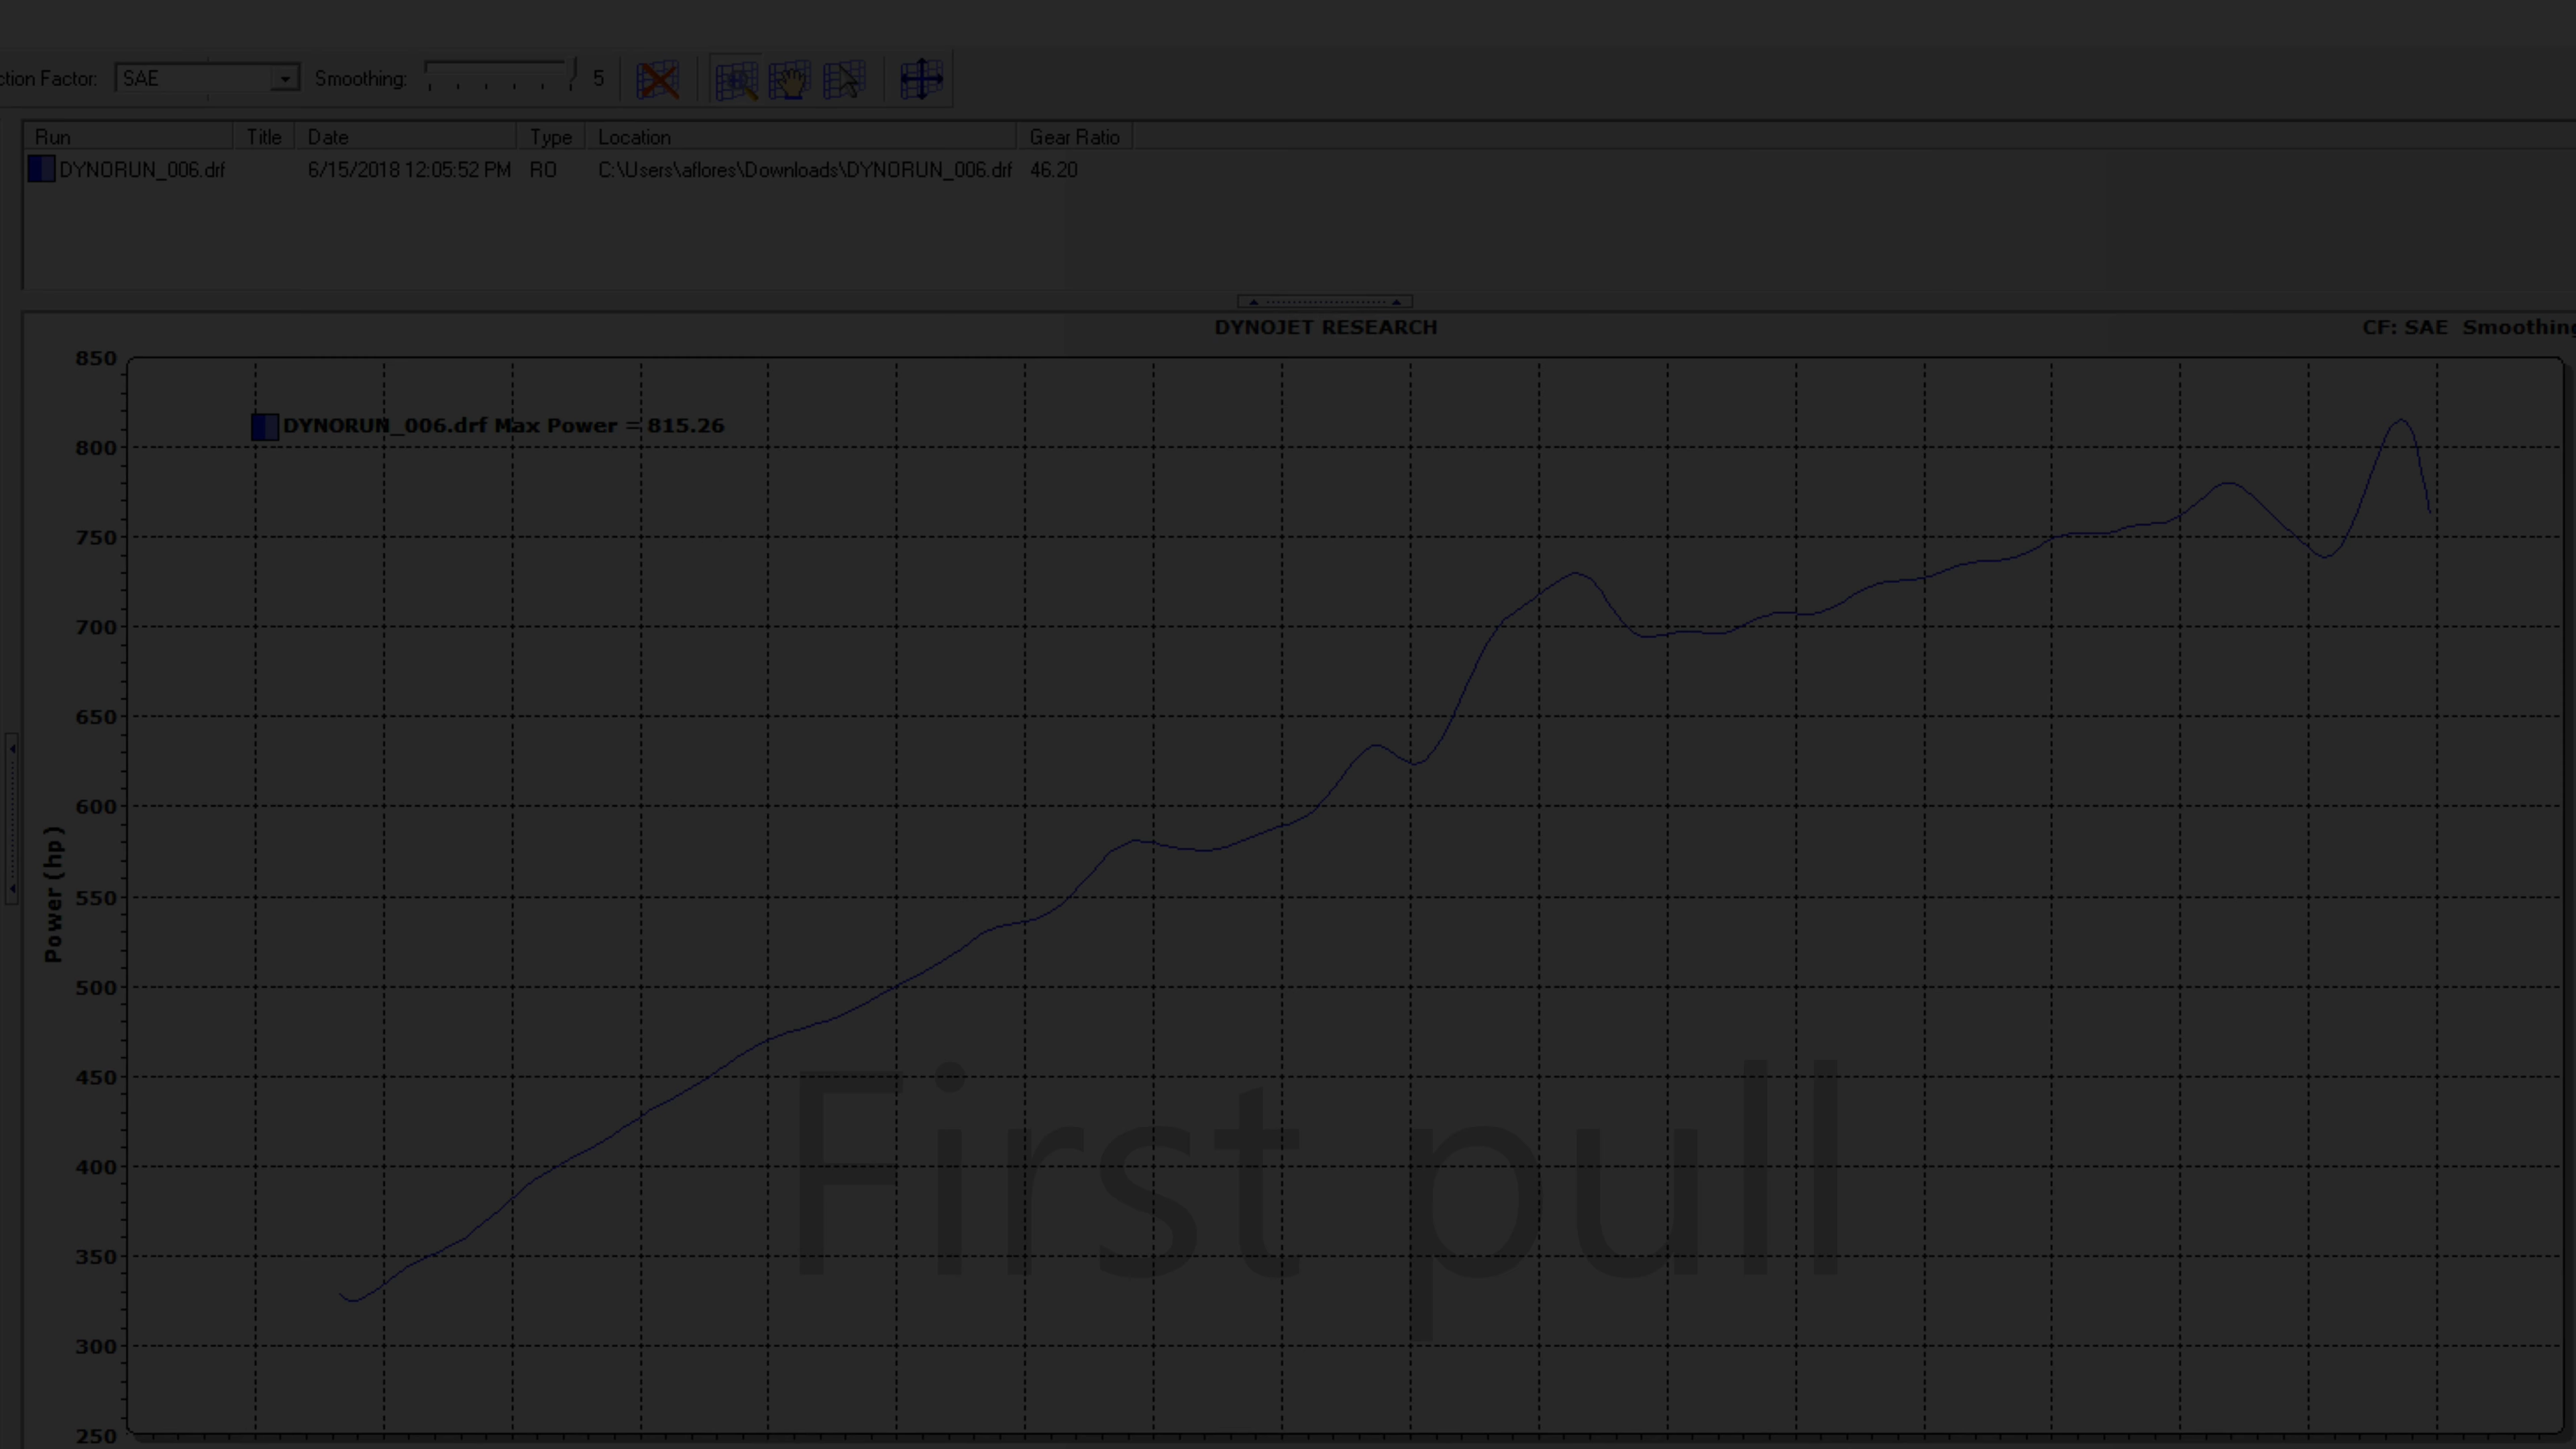 ction Factor: SAE Smoothing: 5
Run Title Date Type Location Gear Ratio
DYNORUN_006.drf 6/15/2018 12:05:52 PM RO C:\Users\aflores\Downloads\DYNORUN_006.drf 46.20
DYNOJET RESEARCH
CF: SAE Smoothing
DYNORUN_006.drf Max Power = 815.26
Power (hp)
850
800
750
700
650
600
550
500
450
400
350
300
250
First pull